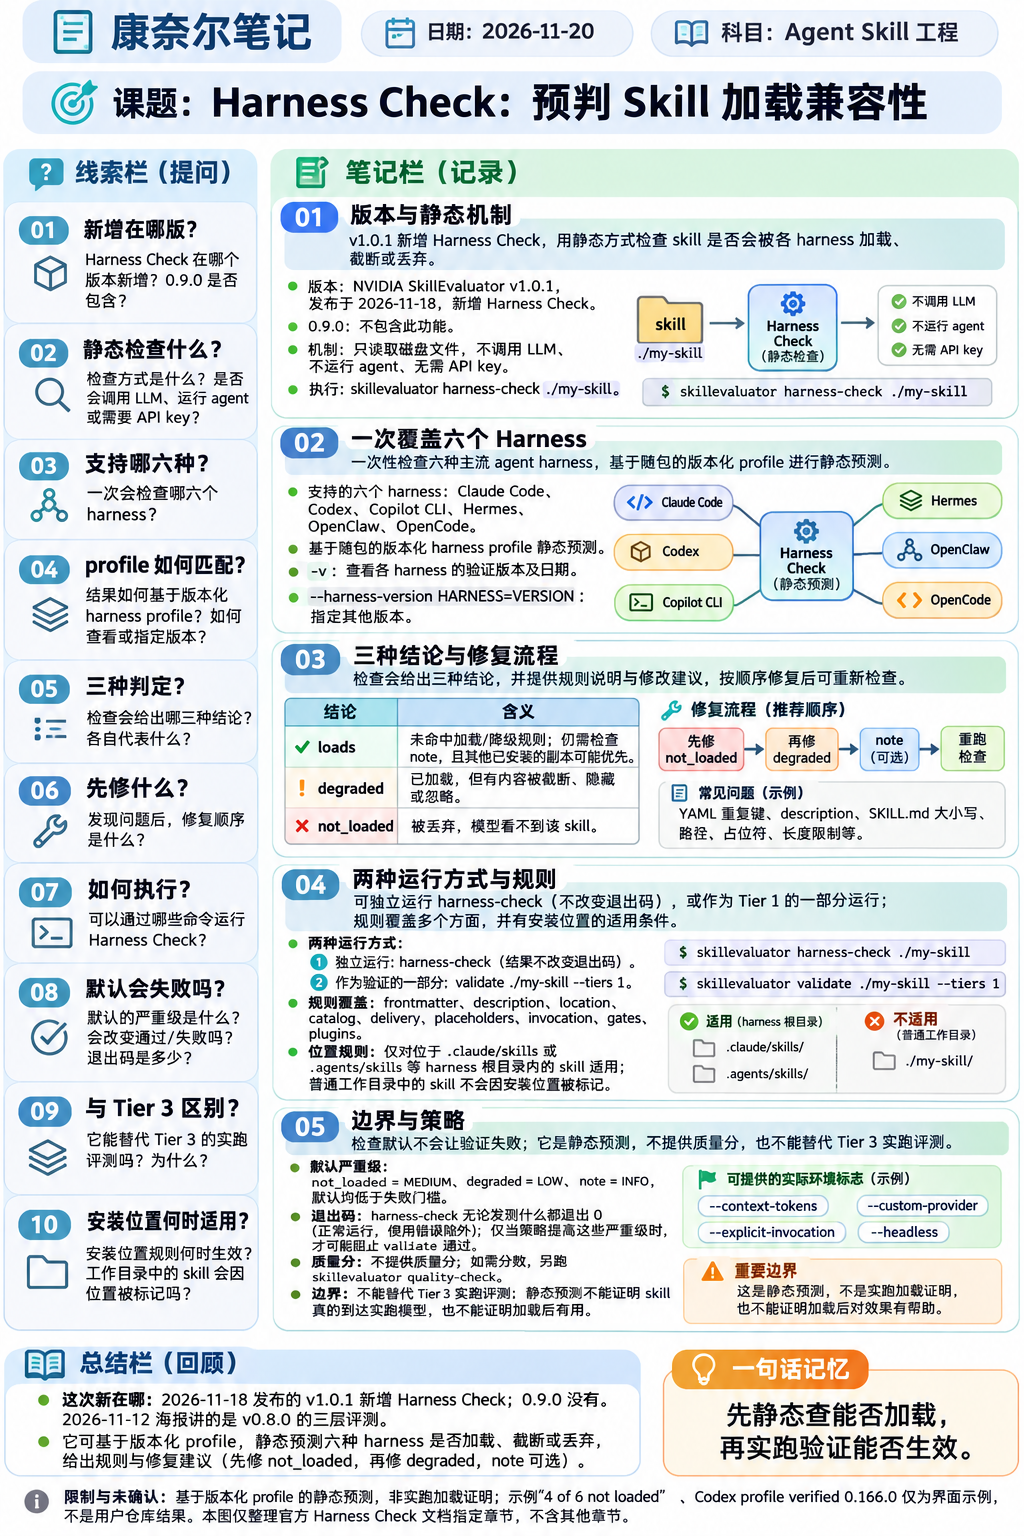 康奈尔笔记
日期：2026-11-20
科目：Agent Skill 工程
课题：Harness Check：预判 Skill 加载兼容性
线索栏（提问）
01 新增在哪版？
Harness Check 在哪个
版本新增？0.9.0 是否
包含？
02 静态检查什么？
检查方式是什么？是否
会调用 LLM、运行 agent
或需要 API key？
03 支持哪六种？
一次会检查哪六个
harness？
04 profile 如何匹配？
结果如何基于版本化
harness profile？如何
查看或指定版本？
05 三种判定？
检查会给出哪三种结论？
各自代表什么？
06 先修什么？
发现问题后，修复顺序
是什么？
07 如何执行？
可以通过哪些命令运行
Harness Check？
08 默认会失败吗？
默认的严重级是什么？
会改变通过/失败吗？
退出码是多少？
09 与 Tier 3 区别？
它能替代 Tier 3 的实跑
评测吗？为什么？
10 安装位置何时适用？
安装位置规则何时生效？
工作目录中的 skill 会因
位置被标记吗？
笔记栏（记录）
01 版本与静态机制
v1.0.1 新增 Harness Check，用静态方式检查 skill 是否会被各 harness 加载、
截断或丢弃。
版本：NVIDIA SkillEvaluator v1.0.1，
发布于 2026-11-18，新增 Harness Check。
0.9.0：不包含此功能。
机制：只读取磁盘文件，不调用 LLM、
不运行 agent、无需 API key。
执行：skillevaluator harness-check ./my-skill。
skill
./my-skill
Harness
Check
（静态检查）
不调用 LLM
不运行 agent
无需 API key
$ skillevaluator harness-check ./my-skill
02 一次覆盖六个 Harness
一次性检查六种主流 agent harness，基于随包的版本化 profile 进行静态预测。
支持的六个 harness：Claude Code、
Codex、Copilot CLI、Hermes、
OpenClaw、OpenCode。
基于随包的版本化 harness profile 静态预测。
-v ：查看各 harness 的验证版本及日期。
--harness-version HARNESS=VERSION ：
指定其他版本。
Claude Code
Codex
Copilot CLI
Harness
Check
（静态预测）
Hermes
OpenClaw
OpenCode
03 三种结论与修复流程
检查会给出三种结论，并提供规则说明与修改建议，按顺序修复后可重新检查。
结论 含义
loads 未命中加载/降级规则；仍需检查
note，且其他已安装的副本可能优先。
degraded 已加载，但有内容被截断、隐藏
或忽略。
not_loaded 被丢弃，模型看不到该 skill。
修复流程（推荐顺序）
先修
not_loaded
再修
degraded
note
（可选）
重跑
检查
常见问题（示例）
YAML 重复键、description、SKILL.md 大小写、
路径、占位符、长度限制等。
04 两种运行方式与规则
可独立运行 harness-check（不改变退出码），或作为 Tier 1 的一部分运行；
规则覆盖多个方面，并有安装位置的适用条件。
两种运行方式：
1 独立运行: harness-check（结果不改变退出码）。
2 作为验证的一部分: validate ./my-skill --tiers 1。
规则覆盖：frontmatter、description、location、
catalog、delivery、placeholders、invocation、gates、
plugins。
位置规则：仅对位于 .claude/skills 或
.agents/skills 等 harness 根目录内的 skill 适用；
普通工作目录中的 skill 不会因安装位置被标记。
$ skillevaluator harness-check ./my-skill
$ skillevaluator validate ./my-skill --tiers 1
适用 (harness 根目录)
.claude/skills/
.agents/skills/
不适用
（普通工作目录）
./my-skill/
05 边界与策略
检查默认不会让验证失败；它是静态预测，不提供质量分，也不能替代 Tier 3 实跑评测。
默认严重级：
not_loaded = MEDIUM、degraded = LOW、note = INFO，
默认均低于失败门槛。
退出码：harness-check 无论发现什么都退出 0
(正常运行，使用错误除外)；仅当策略提高这些严重级时，
才可能阻止 validate 通过。
质量分：不提供质量分；如需分数，另跑
skillevaluator quality-check。
边界：不能替代 Tier 3 实跑评测；静态预测不能证明 skill
真的到达实跑模型，也不能证明加载后有用。
可提供的实际环境标志（示例）
--context-tokens
--custom-provider
--explicit-invocation
--headless
重要边界
这是静态预测，不是实跑加载证明，
也不能证明加载后对效果有帮助。
总结栏（回顾）
这次新在哪：2026-11-18 发布的 v1.0.1 新增 Harness Check；0.9.0 没有。
2026-11-12 海报讲的是 v0.8.0 的三层评测。
它可基于版本化 profile，静态预测六种 harness 是否加载、截断或丢弃，
给出规则与修复建议（先修 not_loaded，再修 degraded，note 可选）。
一句话记忆
先静态查能否加载，
再实跑验证能否生效。
限制与未确认：基于版本化 profile 的静态预测，非实跑加载证明；示例“4 of 6 not loaded” 、Codex profile verified 0.166.0 仅为界面示例，
不是用户仓库结果。本图仅整理官方 Harness Check 文档指定章节，不含其他章节。